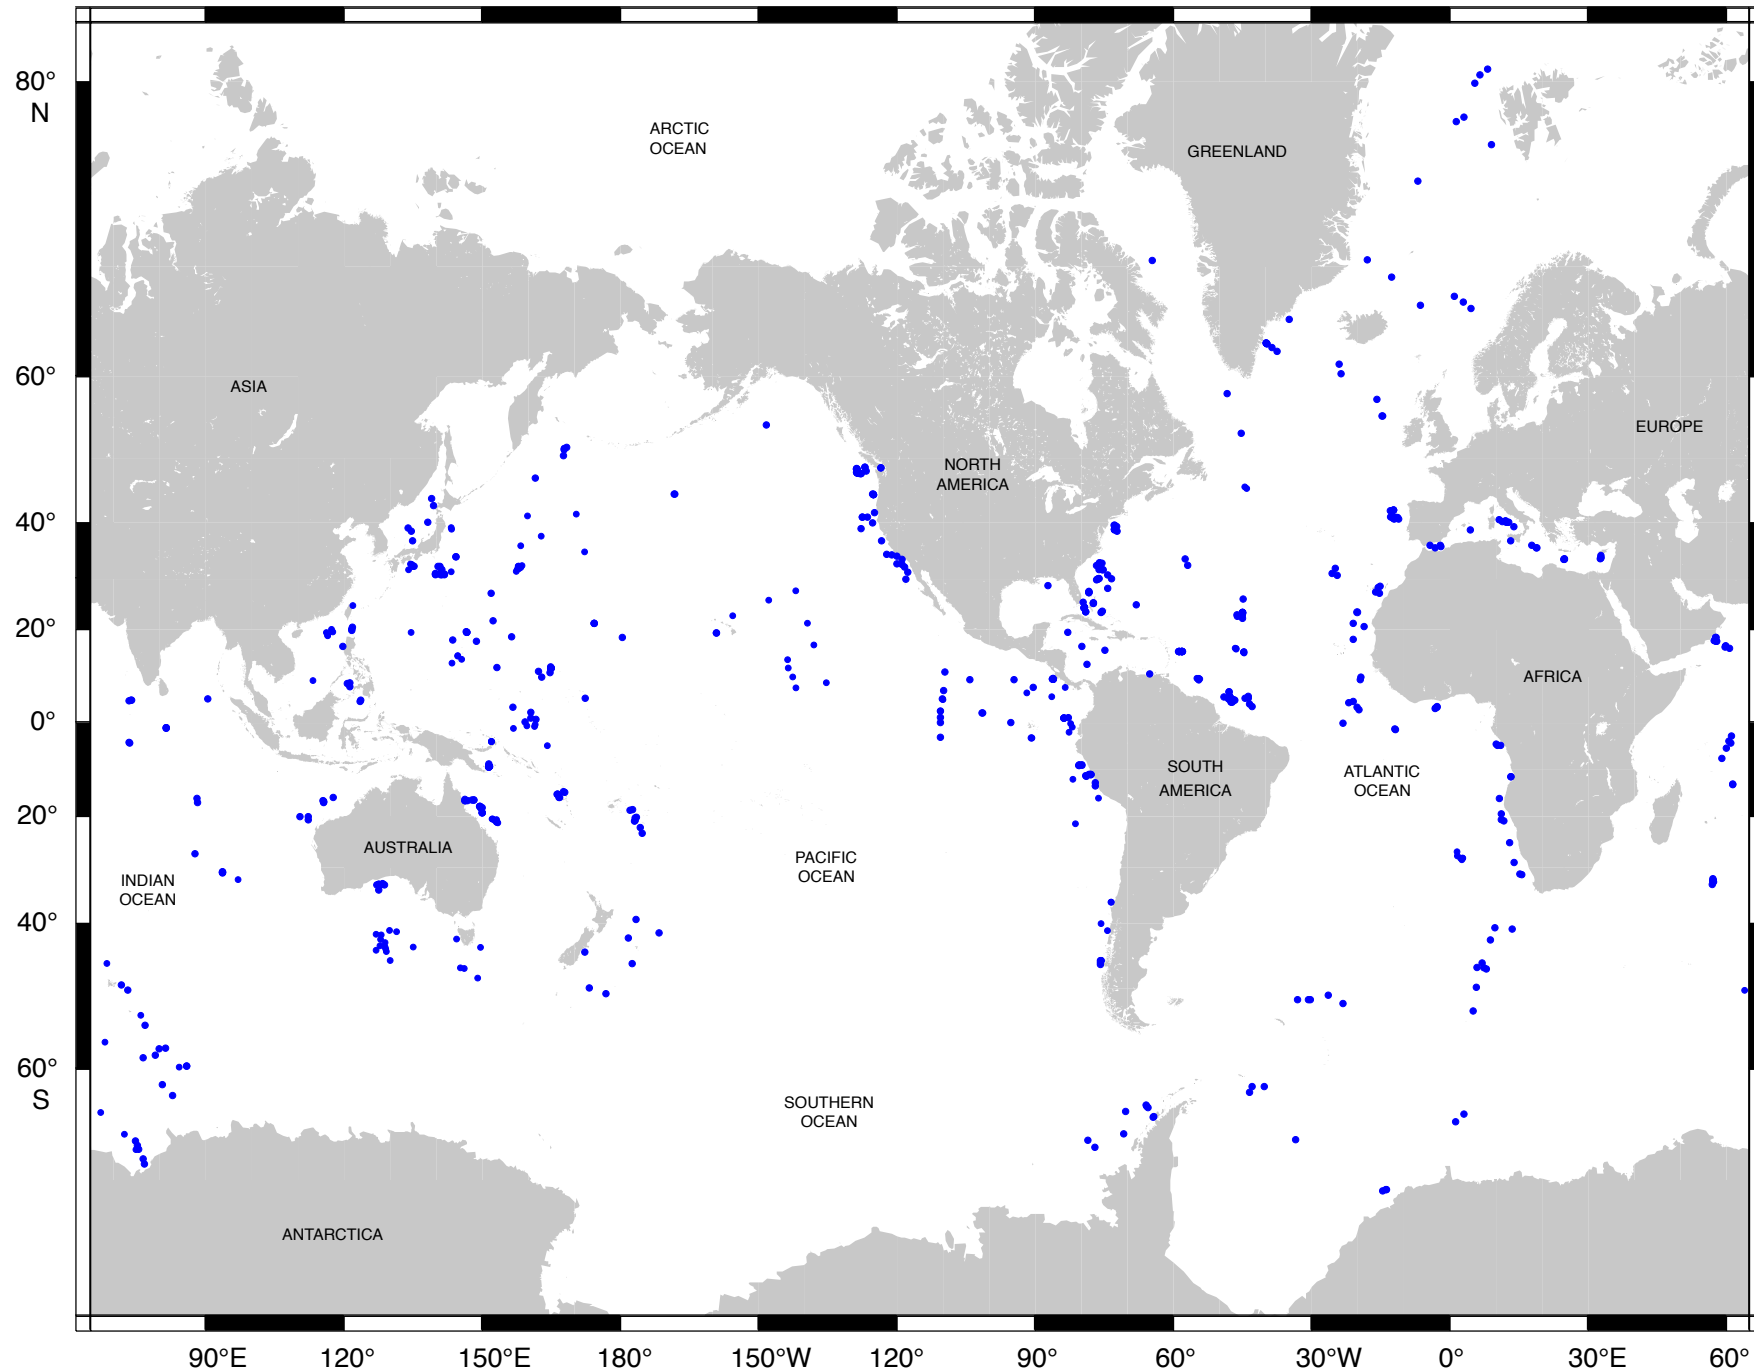 80°
N
ARCTIC
OCEAN
GREENLAND
60°
ASIA
EUROPE
NORTH
AMERICA
40°
20°
AFRICA
0°
SOUTH
AMERICA
ATLANTIC
OCEAN
20°
AUSTRALIA
PACIFIC
OCEAN
INDIAN
OCEAN
40°
60°
S
SOUTHERN
OCEAN
ANTARCTICA
90°E 120° 150°E 180° 150°W 120° 90° 60° 30°W 0° 30°E 60°